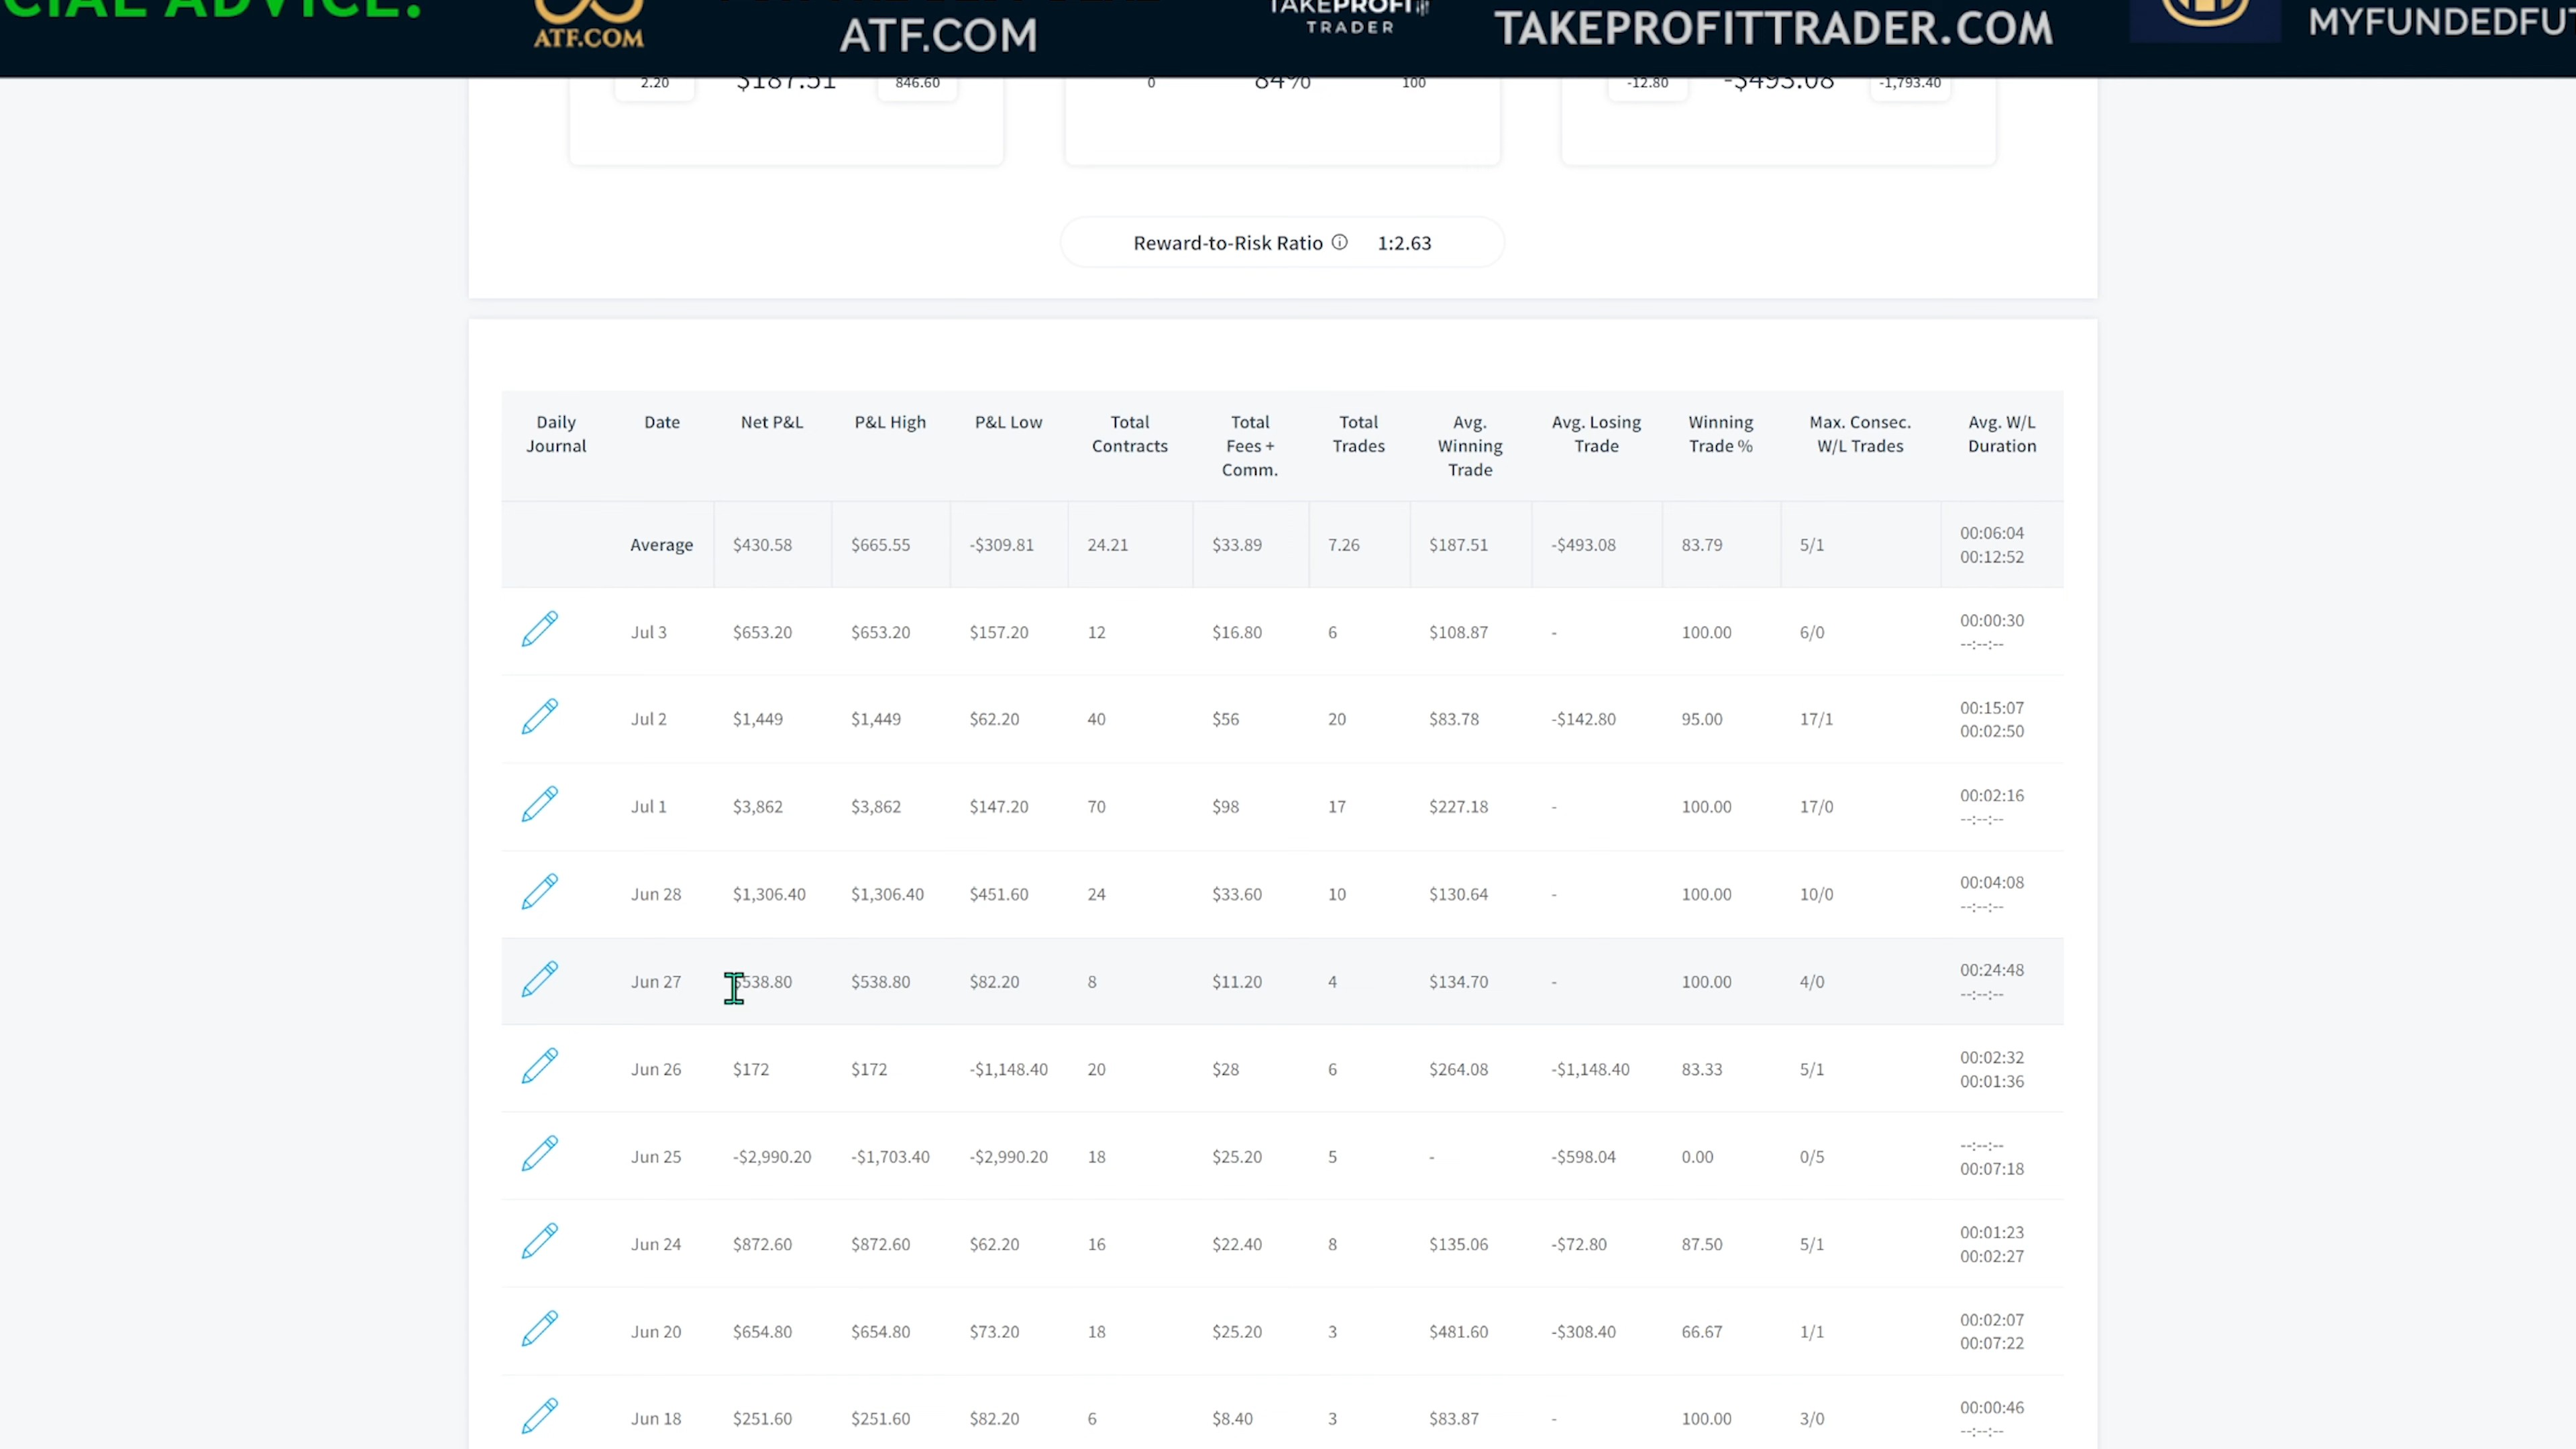 CIAL ADVICE!
ATF.COM
ATF.COM
TAKEPROFIT
TRADER
TAKEPROFITTRADER.COM
MYFUNDEDFUT
2.20 $187.51 846.60
0 84% 100
-12.80 -$493.08 -1,793.40
Reward-to-Risk Ratio 1:2.63
Daily Journal Date Net P&L P&L High P&L Low Total Contracts Total Fees + Comm. Total Trades Avg. Winning Trade Avg. Losing Trade Winning Trade % Max. Consec. W/L Trades Avg. W/L Duration
Average $430.58 $665.55 -$309.81 24.21 $33.89 7.26 $187.51 -$493.08 83.79 5/1 00:06:04 00:12:52
Jul 3 $653.20 $653.20 $157.20 12 $16.80 6 $108.87 - 100.00 6/0 00:00:30 --:--:--
Jul 2 $1,449 $1,449 $62.20 40 $56 20 $83.78 -$142.80 95.00 17/1 00:15:07 00:02:50
Jul 1 $3,862 $3,862 $147.20 70 $98 17 $227.18 - 100.00 17/0 00:02:16 --:--:--
Jun 28 $1,306.40 $1,306.40 $451.60 24 $33.60 10 $130.64 - 100.00 10/0 00:04:08 --:--:--
Jun 27 $538.80 $538.80 $82.20 8 $11.20 4 $134.70 - 100.00 4/0 00:24:48 --:--:--
Jun 26 $172 $172 -$1,148.40 20 $28 6 $264.08 -$1,148.40 83.33 5/1 00:02:32 00:01:36
Jun 25 -$2,990.20 -$1,703.40 -$2,990.20 18 $25.20 5 - -$598.04 0.00 0/5 --:--:-- 00:07:18
Jun 24 $872.60 $872.60 $62.20 16 $22.40 8 $135.06 -$72.80 87.50 5/1 00:01:23 00:02:27
Jun 20 $654.80 $654.80 $73.20 18 $25.20 3 $481.60 -$308.40 66.67 1/1 00:02:07 00:07:22
Jun 18 $251.60 $251.60 $82.20 6 $8.40 3 $83.87 - 100.00 3/0 00:00:46 --:--:--